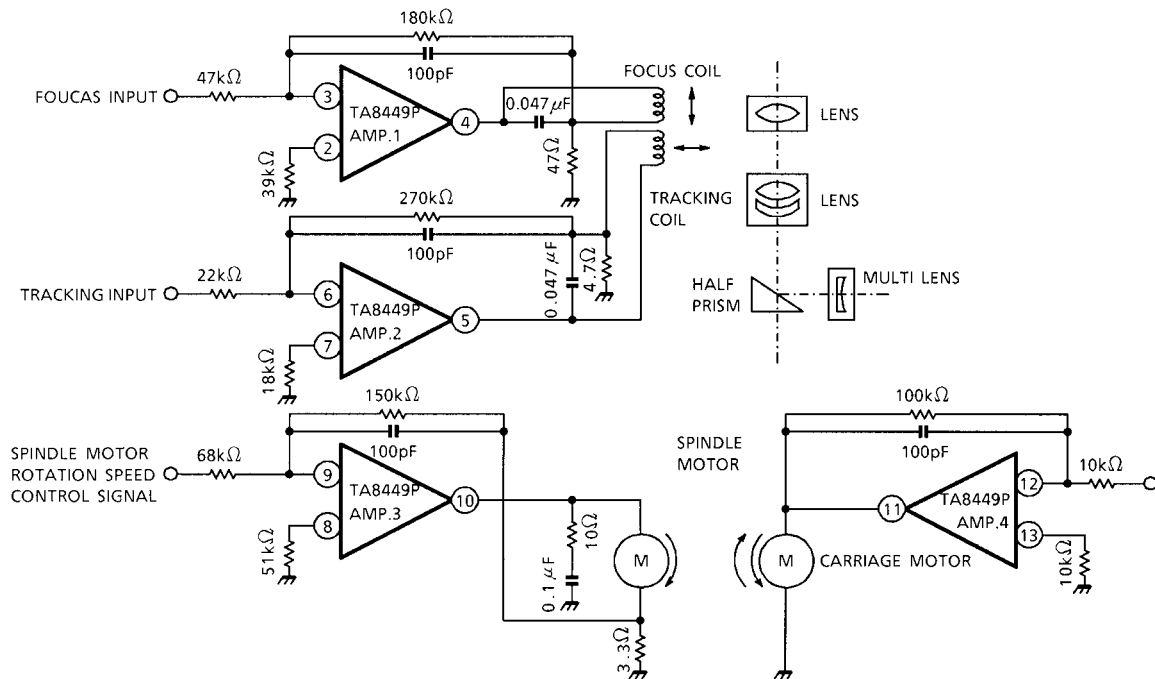 180kΩ
100pF
47kΩ
FOUCAS INPUT
3
TA8449P
AMP.1
4
2
39kΩ
0.047μF
47Ω
FOCUS COIL
LENS
TRACKING
COIL
LENS
270kΩ
100pF
22kΩ
TRACKING INPUT
6
TA8449P
AMP.2
5
7
18kΩ
0.047μF
4.7Ω
HALF
PRISM
MULTI LENS
150kΩ
100pF
SPINDLE MOTOR
ROTATION SPEED
CONTROL SIGNAL
68kΩ
9
TA8449P
AMP.3
10
8
51kΩ
10Ω
0.1μF
M
3.3Ω
SPINDLE
MOTOR
100kΩ
100pF
10kΩ
12
TA8449P
AMP.4
11
13
10kΩ
M
CARRIAGE MOTOR